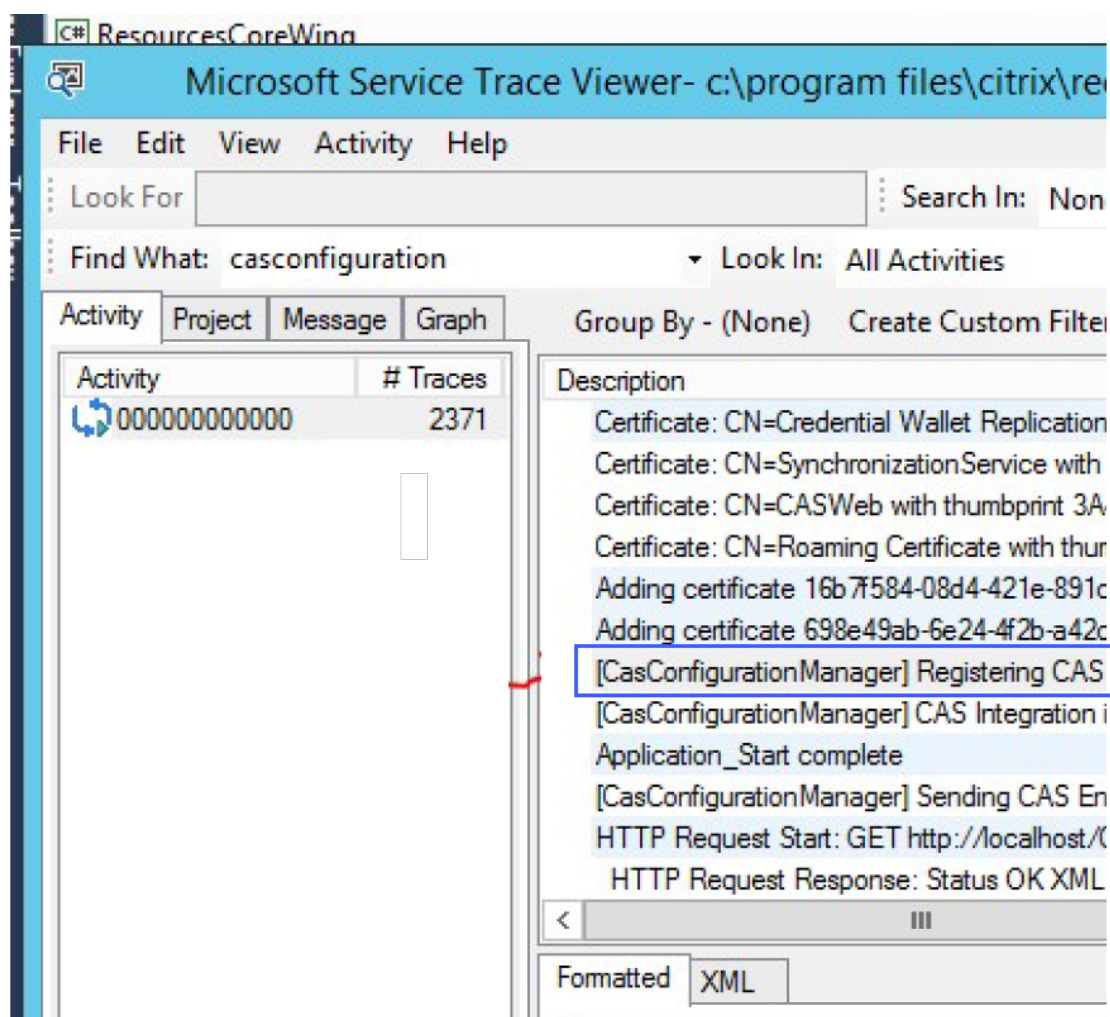 C# ResourcesCoreWing
Microsoft Service Trace Viewer- c:\program files\citrix\re
File Edit View Activity Help
Look For Search In: Non
Find What: casconfiguration Look In: All Activities
Activity Project Message Graph Group By - (None) Create Custom Filter
Activity # Traces Description
000000000000 2371 Certificate: CN=Credential Wallet Replication
Certificate: CN=SynchronizationService with
Certificate: CN=CASWeb with thumbprint 3A
Certificate: CN=Roaming Certificate with thur
Adding certificate 16b7f584-08d4-421e-891c
Adding certificate 698e49ab-6e24-4f2b-a42c
[CasConfigurationManager] Registering CAS
[CasConfigurationManager] CAS Integration i
Application_Start complete
[CasConfigurationManager] Sending CAS En
HTTP Request Start: GET http://localhost/
HTTP Request Response: Status OK XML
Formatted XML